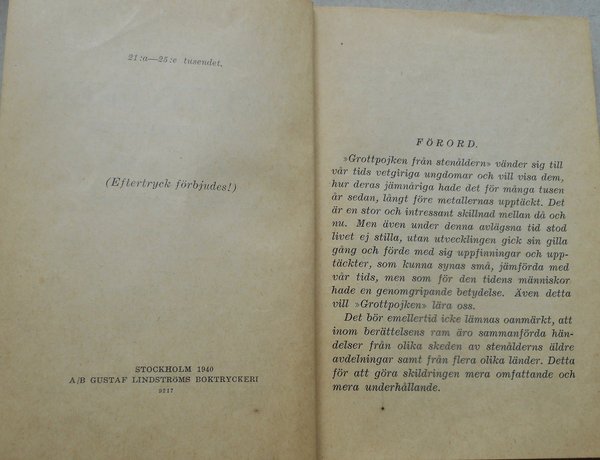 21:a—25:e tusendet.
(Eftertryck förbjudes!)
STOCKHOLM 1940
A/B GUSTAF LINDSTRÖMS BOKTRYCKERI
9217
FÖRORD.
»Grottpojken från stenåldern» vänder sig till
vår tids vetgiriga ungdomar och vill visa dem,
hur deras jämnåriga hade det för många tusen
år sedan, långt före metallernas upptäckt. Det
är en stor och intressant skillnad mellan då och
nu. Men även under denna avlägsna tid stod
livet ej stilla, utan utvecklingen gick sin gilla
gång och förde med sig uppfinningar och upp-
täckter, som kunna synas små, jämförda med
vår tids, men som för den tidens människor
hade en genomgripande betydelse. Även detta
vill »Grottpojken» lära oss.
Det bör emellertid icke lämnas oanmärkt, att
inom berättelsens ram äro sammanförda hän-
delser från olika skeden av stenålderns äldre
avdelningar samt från flera olika länder. Detta
för att göra skildringen mera omfattande och
mera underhållande.